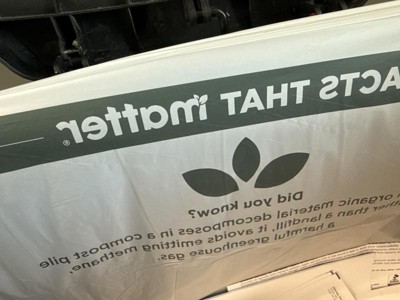 ACTS THAT matter®
Did you know?
organic material decomposes in a compost pile
ther than a landfill, it avoids emitting methane,
a harmful greenhouse gas.